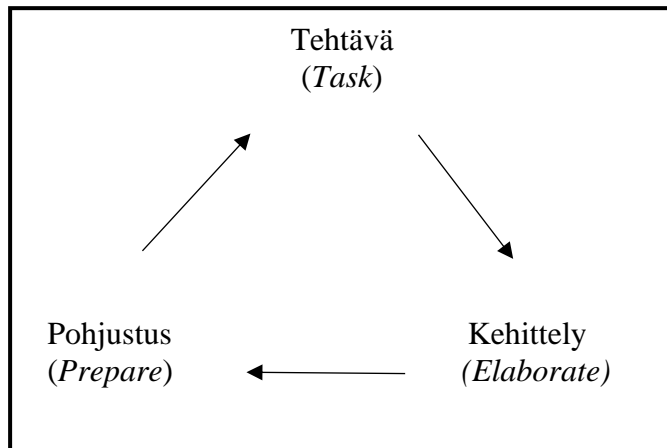 Tehtävä
(Task)
Pohjustus
(Prepare)
Kehittely
(Elaborate)